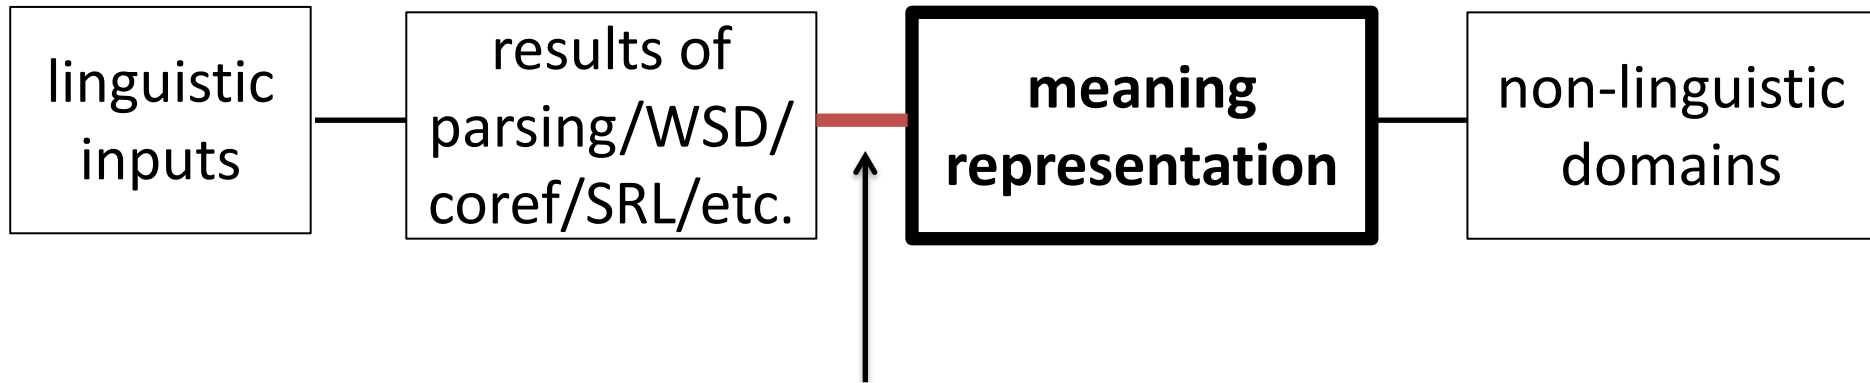 linguistic
inputs
results of
parsing/WSD/
coref/SRL/etc.
meaning
representation
non-linguistic
domains